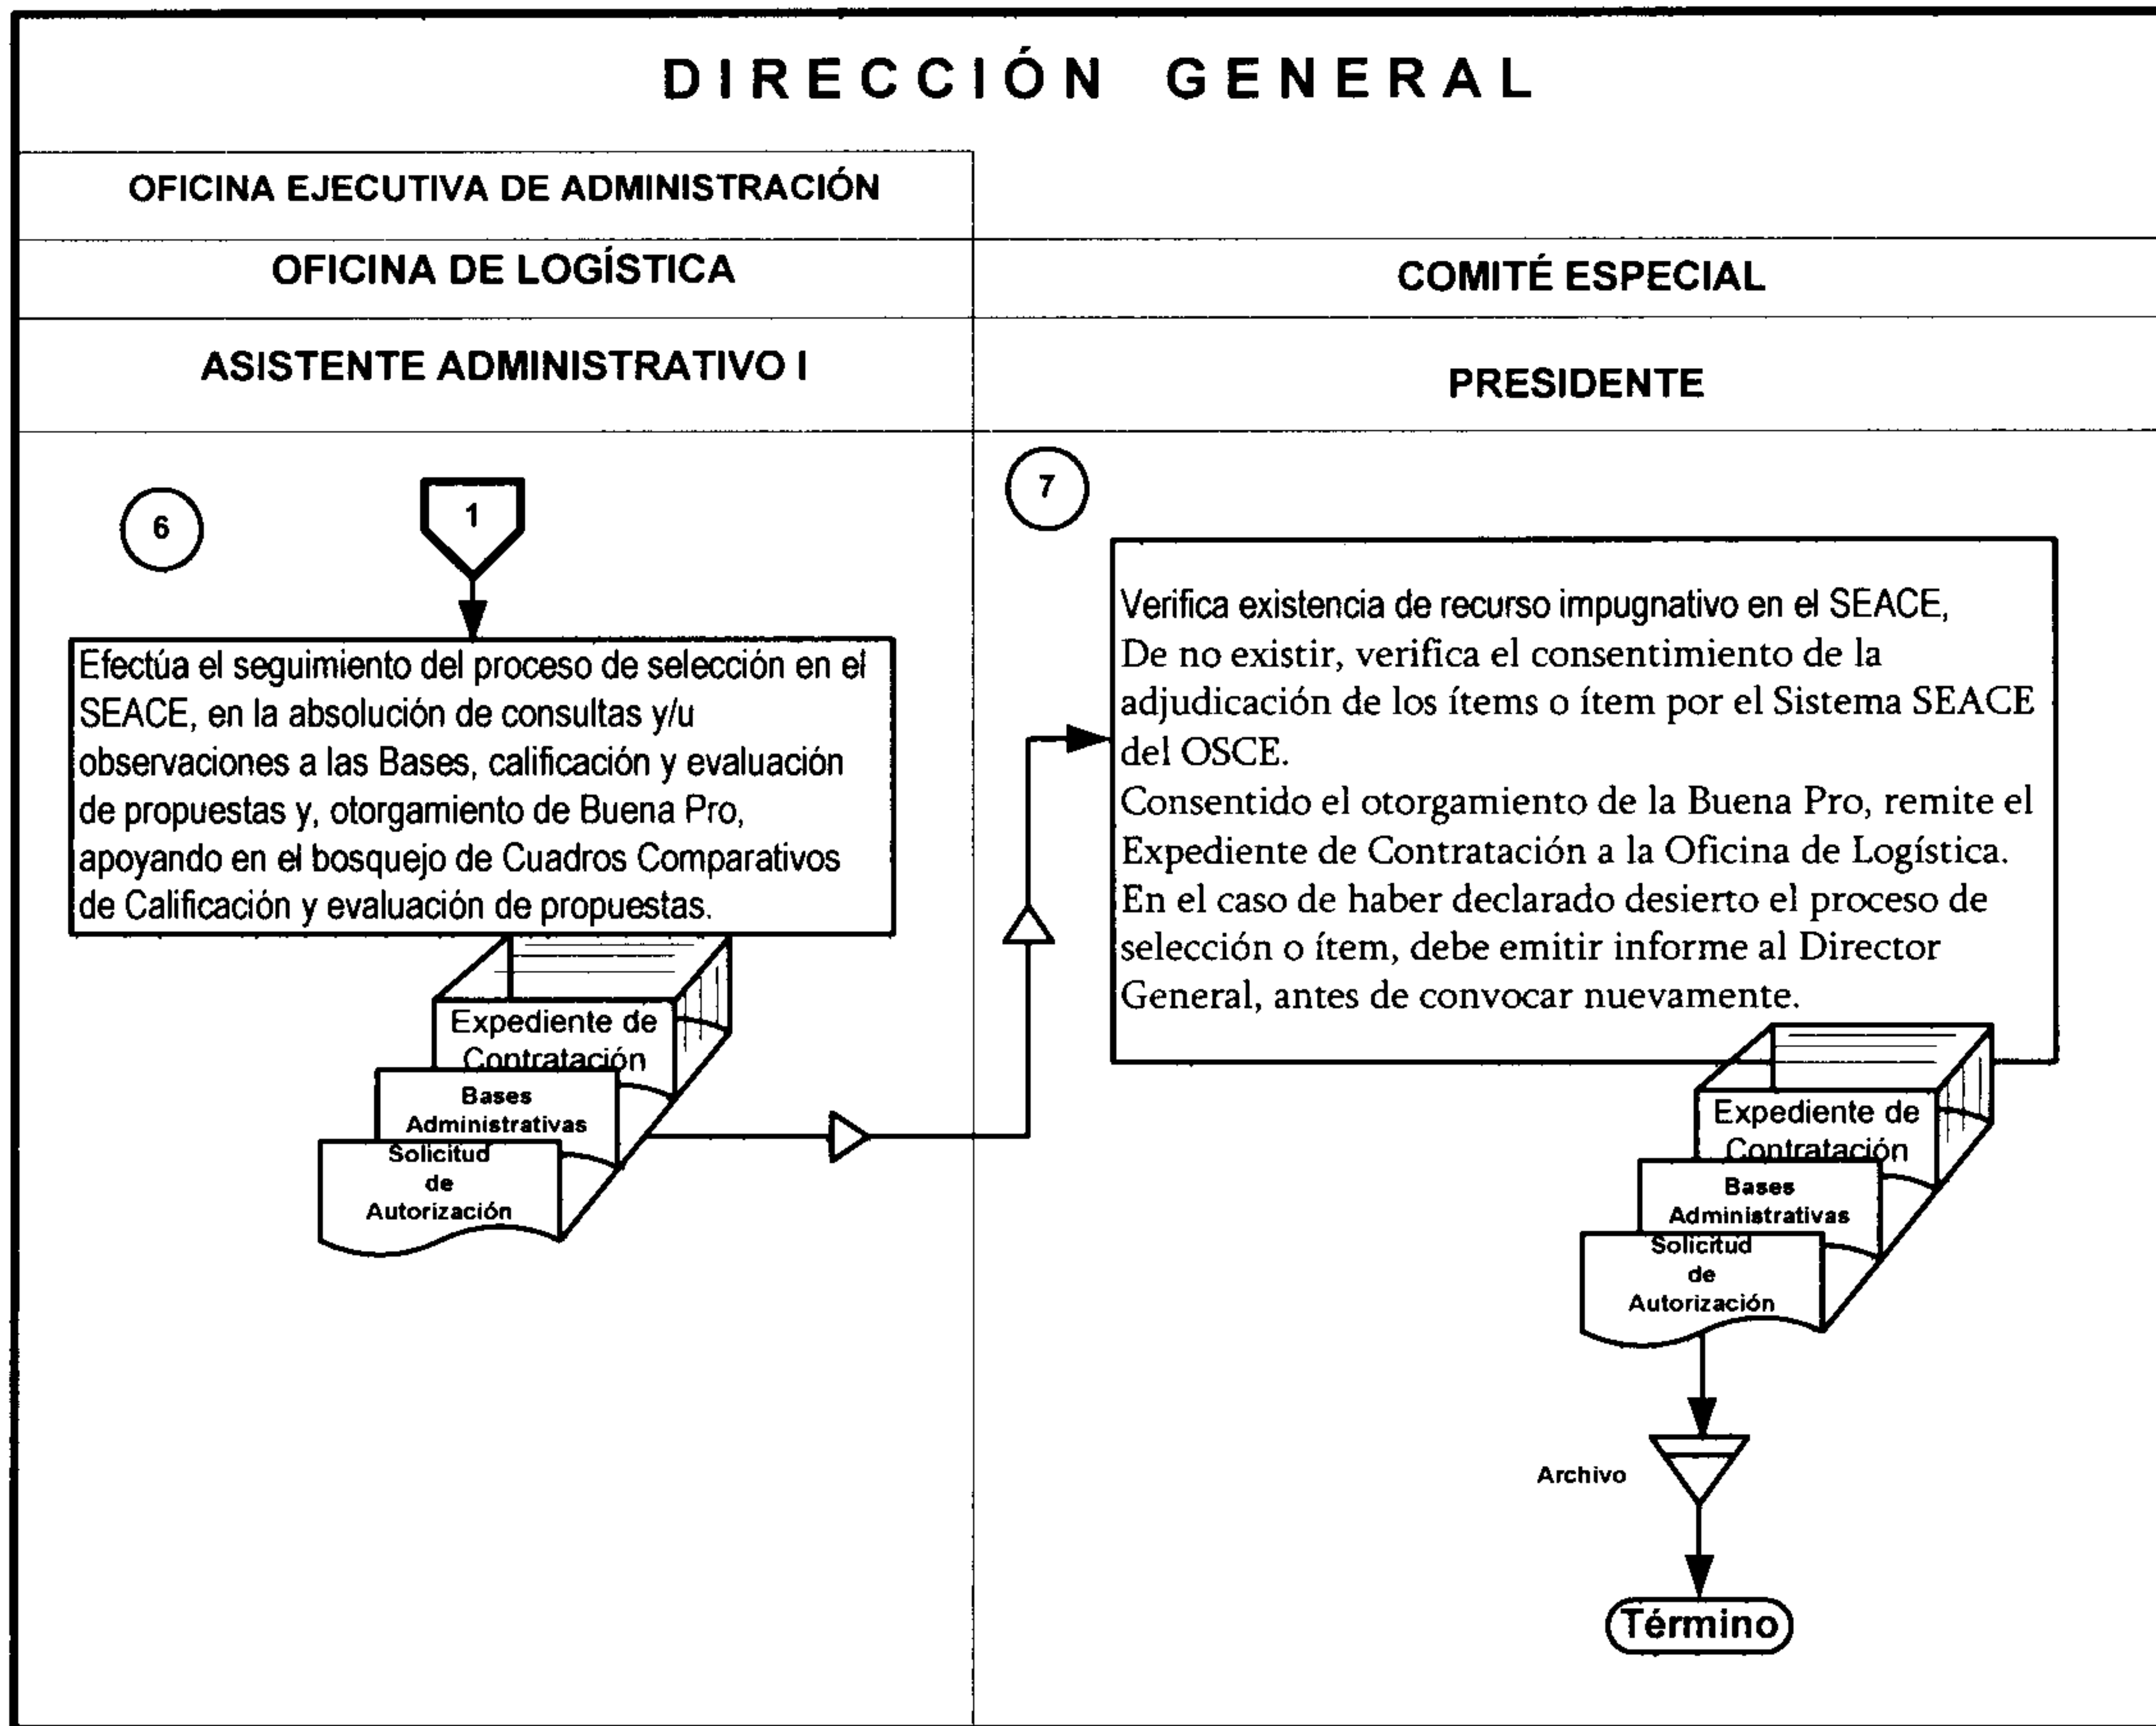 DIRECCIÓN GENERAL
OFICINA EJECUTIVA DE ADMINISTRACIÓN
OFICINA DE LOGÍSTICA
COMITÉ ESPECIAL
ASISTENTE ADMINISTRATIVO I
PRESIDENTE
6
1
Efectúa el seguimiento del proceso de selección en el
SEACE, en la absolución de consultas y/u
observaciones a las Bases, calificación y evaluación
de propuestas y, otorgamiento de Buena Pro,
apoyando en el bosquejo de Cuadros Comparativos
de Calificación y evaluación de propuestas.
Expediente de
Contratación
Bases
Administrativas
Solicitud
de
Autorización
7
Verifica existencia de recurso impugnativo en el SEACE,
De no existir, verifica el consentimiento de la
adjudicación de los ítems o ítem por el Sistema SEACE
del OSCE.
Consentido el otorgamiento de la Buena Pro, remite el
Expediente de Contratación a la Oficina de Logística.
En el caso de haber declarado desierto el proceso de
selección o ítem, debe emitir informe al Director
General, antes de convocar nuevamente.
Expediente de
Contratación
Bases
Administrativas
Solicitud
de
Autorización
Archivo
Término